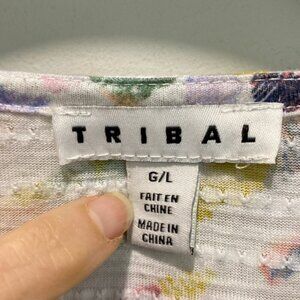 TRIBAL
G/L
FAIT EN
CHINE
MADE IN
CHINA